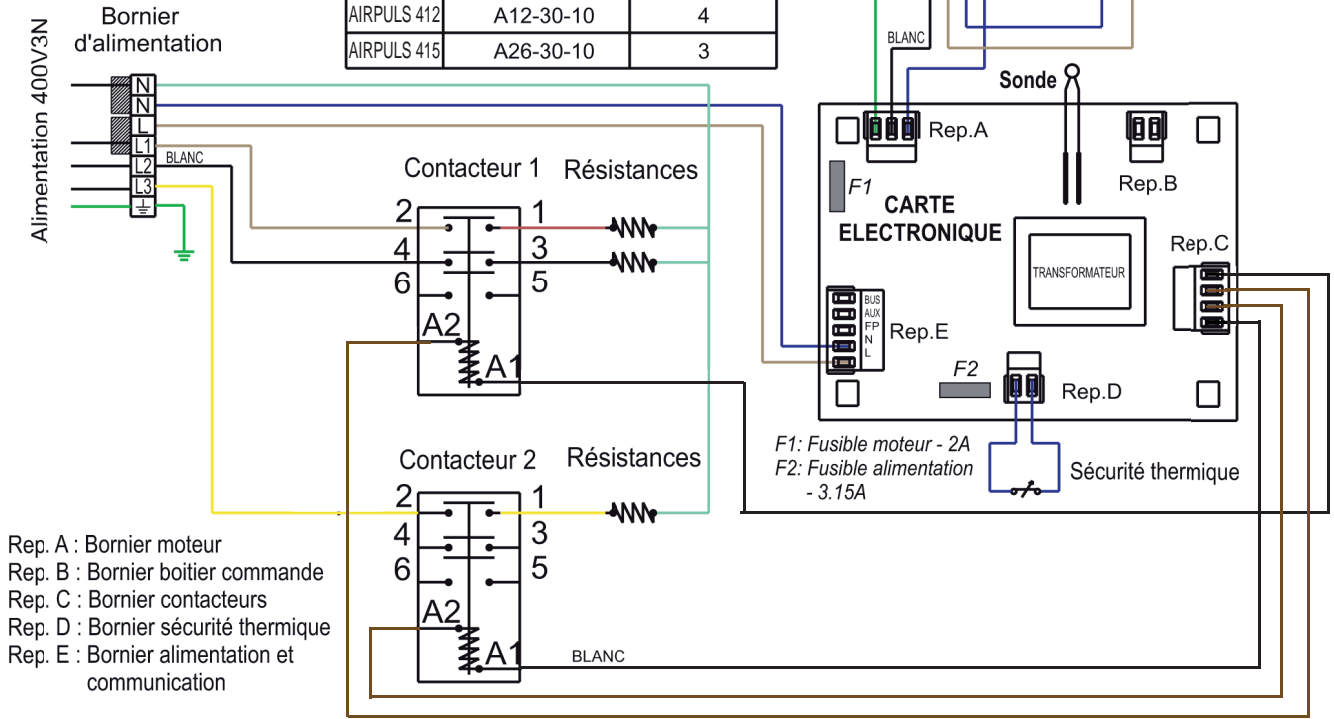 Alimentation 400V3N
Bornier
d'alimentation
AIRPULS 412 A12-30-10 4
AIRPULS 415 A26-30-10 3
N
N
L
L1
L2 BLANC
L3
BLANC
Sonde
Rep.A
Rep.B
F1
CARTE
ELECTRONIQUE
TRANSFORMATEUR
Rep.C
BUS
AUX
FP
N
L
Rep.E
F2
Rep.D
F1: Fusible moteur - 2A
F2: Fusible alimentation
- 3.15A
Sécurité thermique
Contacteur 1 Résistances
2 1
4 3
6 5
A2
A1
Contacteur 2 Résistances
2 1
4 3
6 5
A2
A1 BLANC
Rep. A : Bornier moteur
Rep. B : Bornier boitier commande
Rep. C : Bornier contacteurs
Rep. D : Bornier sécurité thermique
Rep. E : Bornier alimentation et
communication